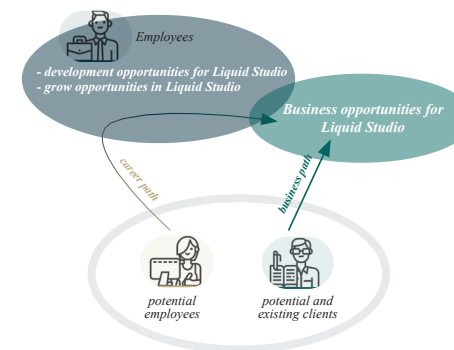 Employees
- development opportunities for Liquid Studio
- grow opportunities in Liquid Studio
Business opportunities for
Liquid Studio
career path
business path
potential
employees
potential and
existing clients